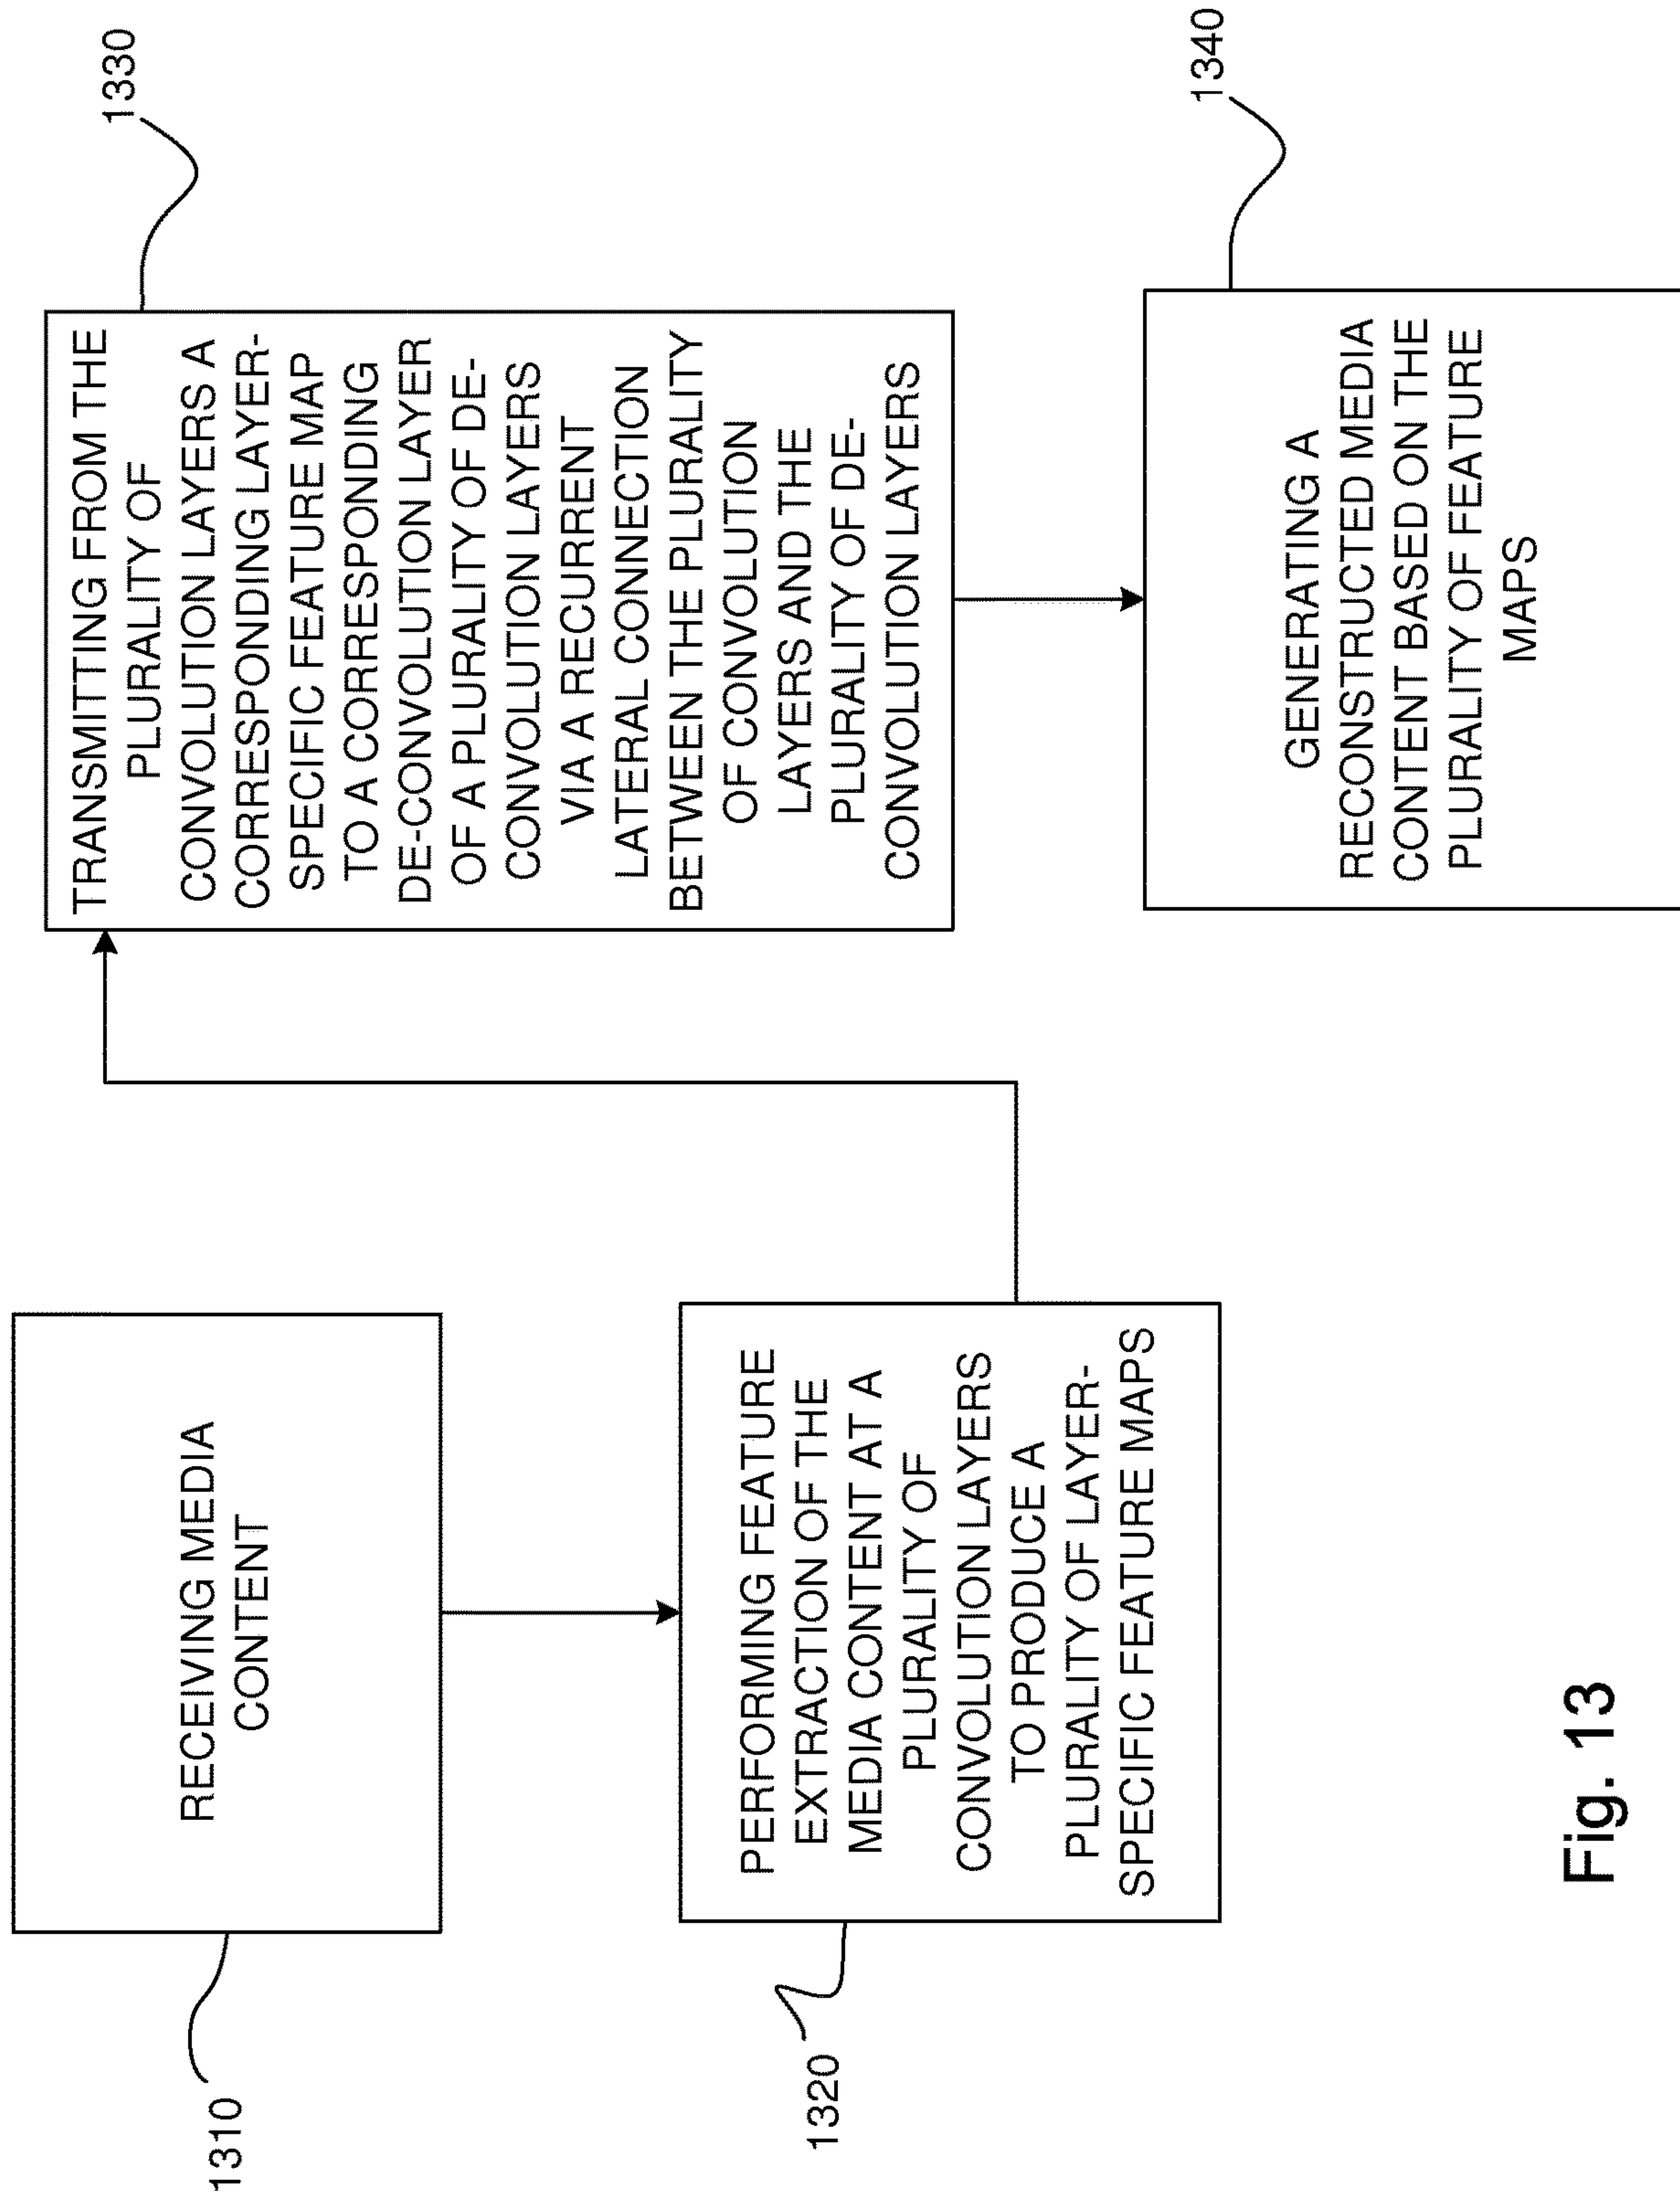 1310
RECEIVING MEDIA
CONTENT
1320
PERFORMING FEATURE
EXTRACTION OF THE
MEDIA CONTENT AT A
PLURALITY OF
CONVOLUTION LAYERS
TO PRODUCE A
PLURALITY OF LAYER-
SPECIFIC FEATURE MAPS
1330
TRANSMITTING FROM THE
PLURALITY OF
CONVOLUTION LAYERS A
CORRESPONDING LAYER-
SPECIFIC FEATURE MAP
TO A CORRESPONDING
DE-CONVOLUTION LAYER
OF A PLURALITY OF DE-
CONVOLUTION LAYERS
VIA A RECURRENT
LATERAL CONNECTION
BETWEEN THE PLURALITY
OF CONVOLUTION
LAYERS AND THE
PLURALITY OF DE-
CONVOLUTION LAYERS
1340
GENERATING A
RECONSTRUCTED MEDIA
CONTENT BASED ON THE
PLURALITY OF FEATURE
MAPS
Fig. 13